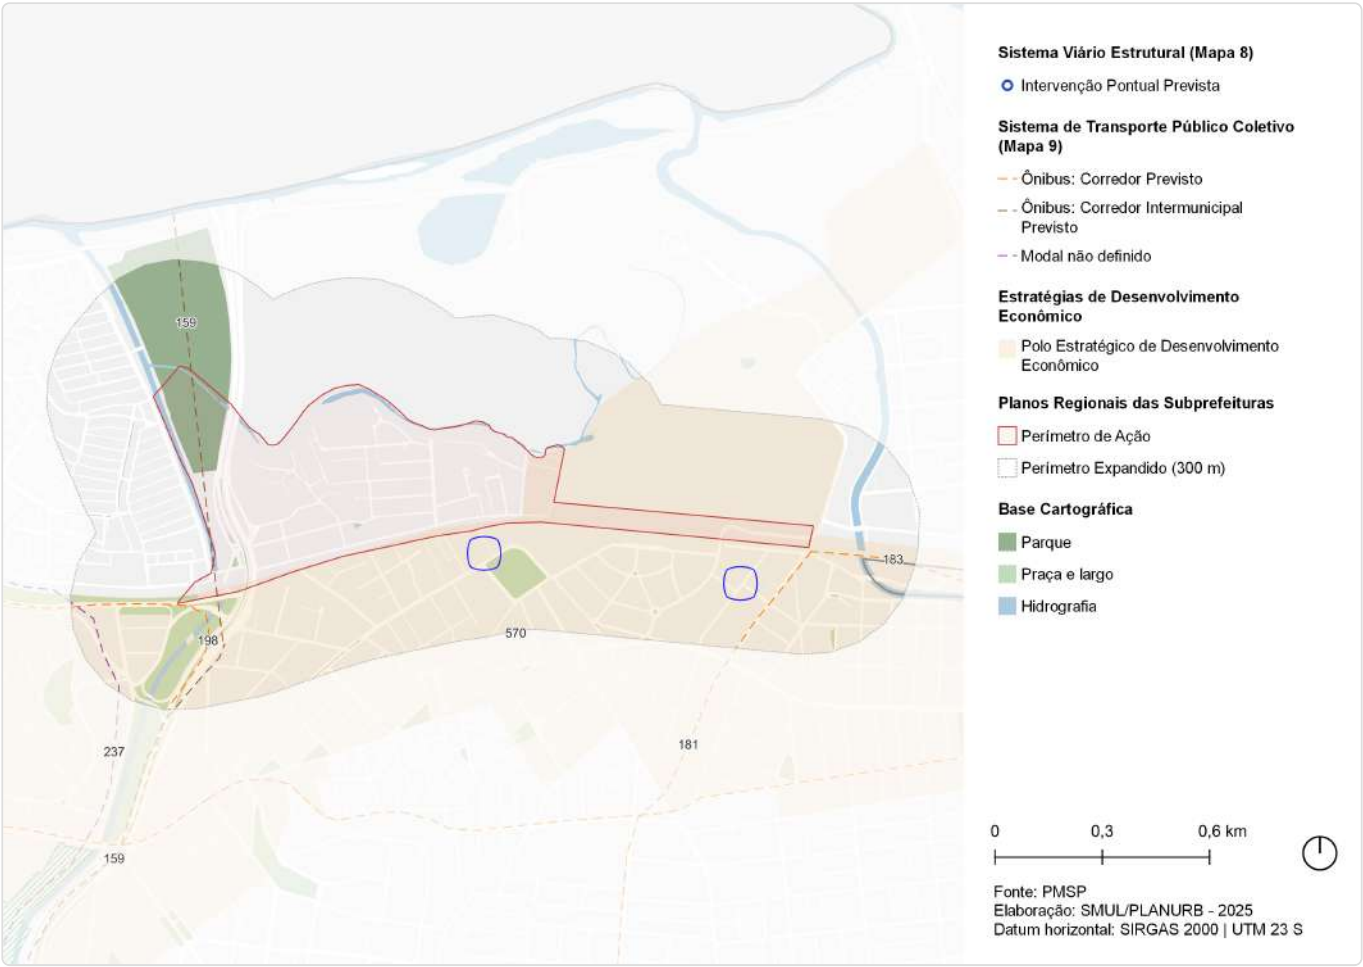 Sistema Viário Estrutural (Mapa 8)
Intervenção Pontual Prevista
Sistema de Transporte Público Coletivo
(Mapa 9)
Ônibus: Corredor Previsto
Ônibus: Corredor Intermunicipal
Previsto
Modal não definido
Estratégias de Desenvolvimento
Econômico
Polo Estratégico de Desenvolvimento
Econômico
Planos Regionais das Subprefeituras
Perímetro de Ação
Perímetro Expandido (300 m)
Base Cartográfica
Parque
Praça e largo
Hidrografia
159
183
198
570
237
181
159
0 0,3 0,6 km
Fonte: PMSP
Elaboração: SMUL/PLANURB - 2025
Datum horizontal: SIRGAS 2000 | UTM 23 S